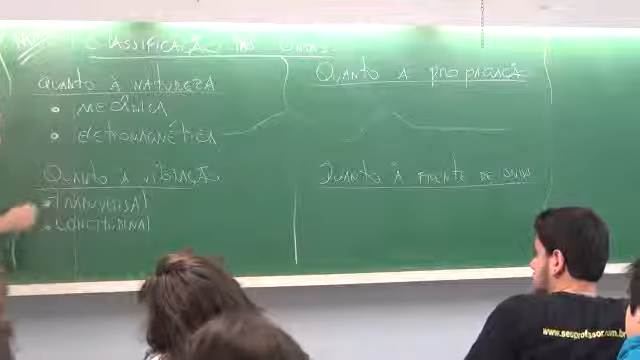 Classificação das Ondas
Quanto à natureza
• Mecânica
• Eletromagnética
Quanto à vibração
• Transversal
• Longitudinal
Quanto a propagação
Quanto à frente de onda
www.seuprofessor.com.br